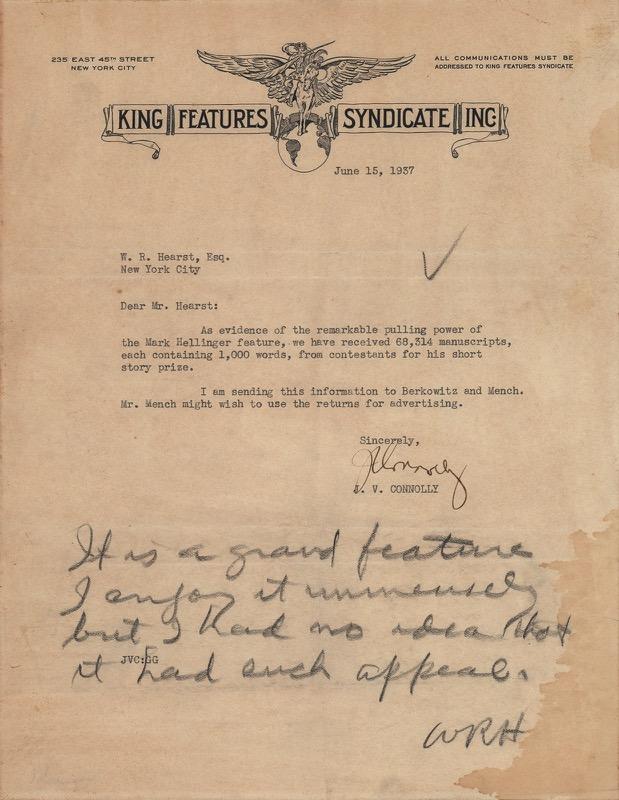 235 EAST 45TH STREET
NEW YORK CITY
ALL COMMUNICATIONS MUST BE
ADDRESSED TO KING FEATURES SYNDICATE
KING FEATURES SYNDICATE INC
June 15, 1937
W. R. Hearst, Esq.
New York City
Dear Mr. Hearst:
As evidence of the remarkable pulling power of
the Mark Hellinger feature, we have received 68,314 manuscripts,
each containing 1,000 words, from contestants for his short
story prize.
I am sending this information to Berkowitz and Mench.
Mr. Mench might wish to use the returns for advertising.
Sincerely,
JVConnolly
J. V. CONNOLLY
It is a grand feature
I enjoy it immensely
but I had no idea that
JVC:GG
it had such appeal.
WRH